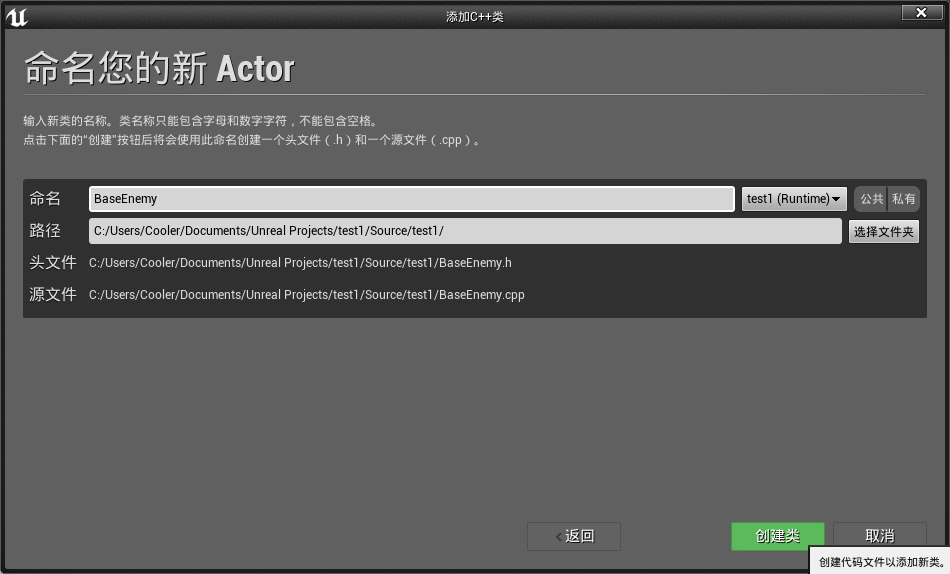 添加C++类
命名您的新 Actor
输入新类的名称。类名称只能包含字母和数字字符，不能包含空格。
点击下面的“创建”按钮后将会使用此命名创建一个头文件（.h）和一个源文件（.cpp）。
命名 BaseEnemy test1 (Runtime) 公共 私有
路径 C:/Users/Cooler/Documents/Unreal Projects/test1/Source/test1/ 选择文件夹
头文件 C:/Users/Cooler/Documents/Unreal Projects/test1/Source/test1/BaseEnemy.h
源文件 C:/Users/Cooler/Documents/Unreal Projects/test1/Source/test1/BaseEnemy.cpp
返回 创建类 取消
创建代码文件以添加新类。